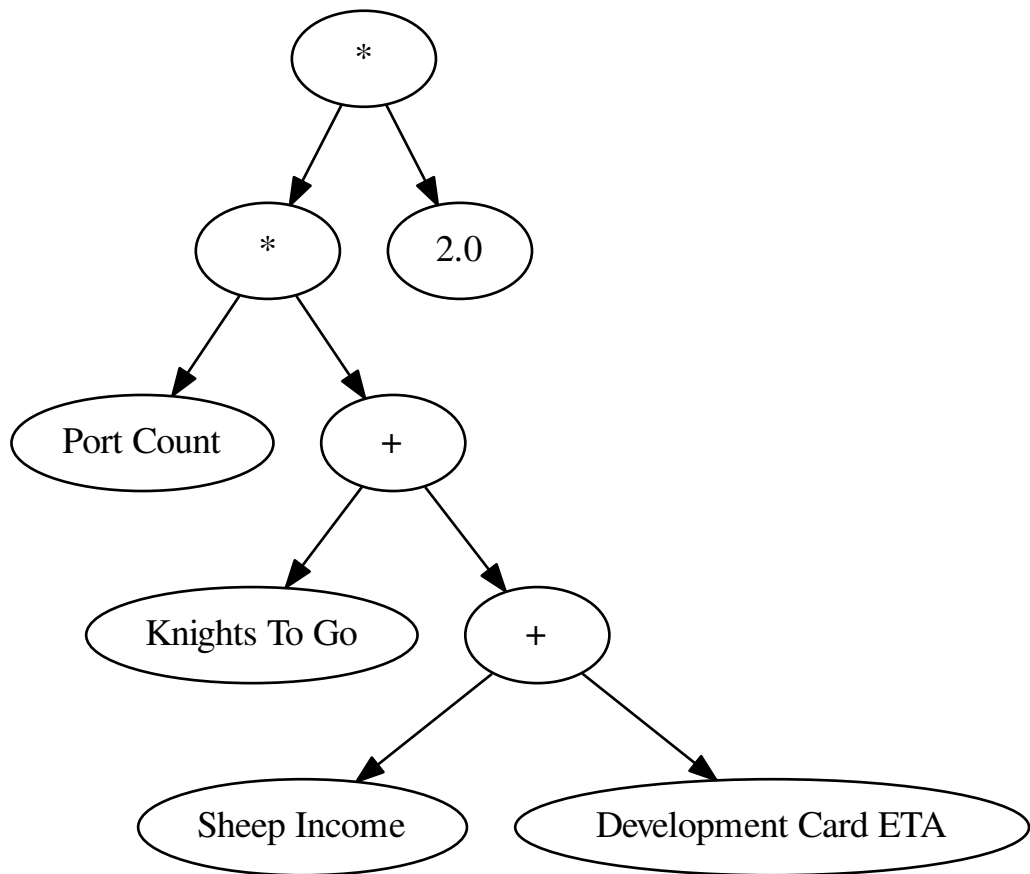 *
*
2.0
Port Count
+
Knights To Go
+
Sheep Income
Development Card ETA